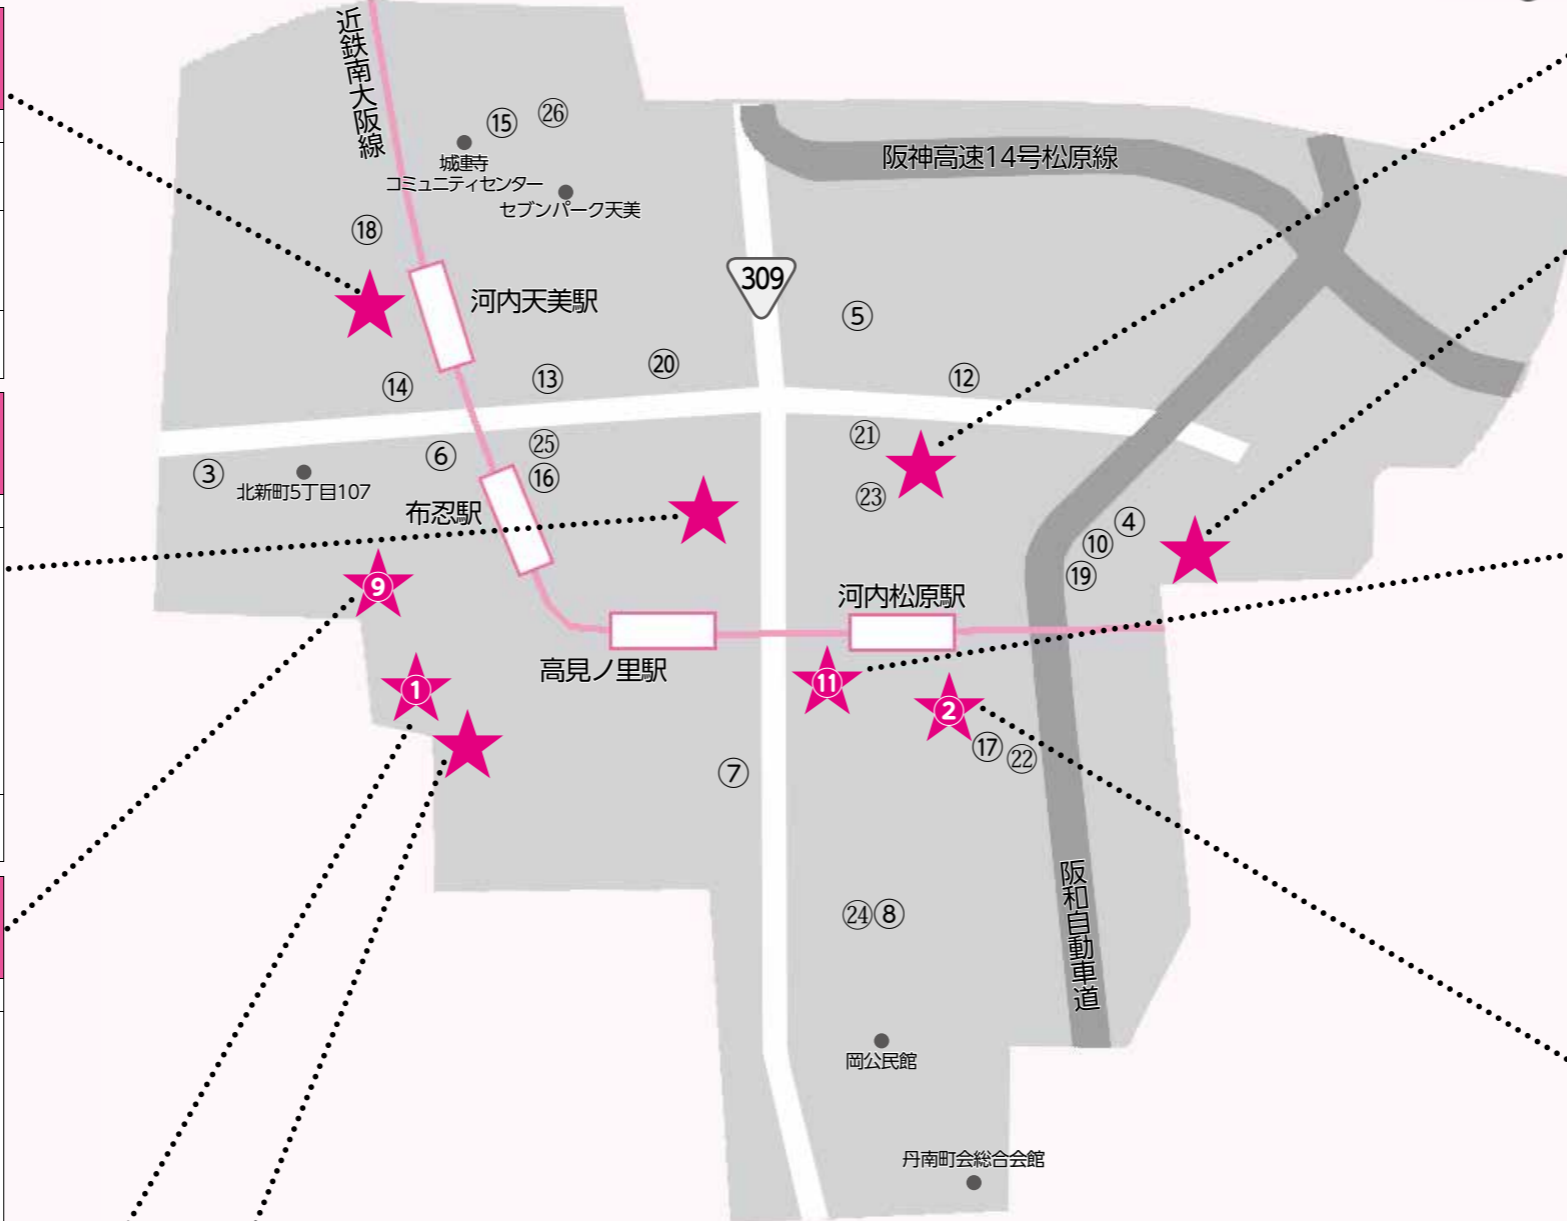 近鉄南大阪線
⑮
㉖
城連寺
コミュニティセンター
セブンパーク天美
阪神高速14号松原線
⑱
309
河内天美駅
⑤
⑳
⑬
⑫
⑭
㉑
㉕
⑥
③
⑯
北新町5丁目107
㉓
布忍駅
④
⑩
⑲
9
河内松原駅
高見ノ里駅
1
11
2
⑰
㉒
⑦
阪和自動車道
㉔⑧
岡公民館
丹南町会総合会館